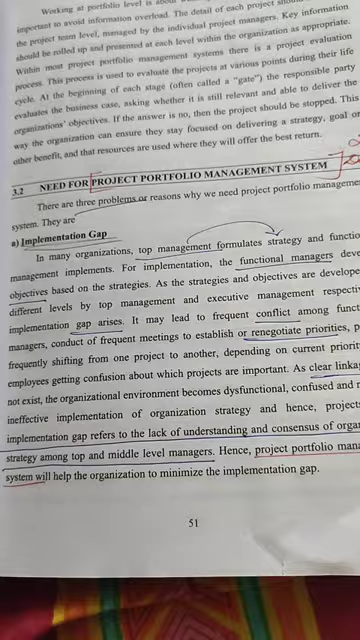 Working at portfolio level is about
important to avoid information overload. The detail of each project should
the project team level, managed by the individual project managers. Key information
should be rolled up and presented at each level within the organization as appropriate.
Within most project portfolio management systems there is a project evaluation
process. This process is used to evaluate the projects at various points during their life
cycle. At the beginning of each stage (often called a "gate") the responsible party
evaluates the business case, asking whether it is still relevant and able to deliver the
organizations' objectives. If the answer is no, then the project should be stopped. This
way the organization can ensure they stay focused on delivering a strategy, goal or
other benefit, and that resources are used where they will offer the best return.
3.2 NEED FOR PROJECT PORTFOLIO MANAGEMENT SYSTEM
There are three problems or reasons why we need project portfolio manageme
system. They are
a) Implementation Gap
In many organizations, top management formulates strategy and functio
management implements. For implementation, the functional managers deve
objectives based on the strategies. As the strategies and objectives are develope
different levels by top management and executive management respecti
implementation gap arises. It may lead to frequent conflict among funct
managers, conduct of frequent meetings to establish or renegotiate priorities, p
frequently shifting from one project to another, depending on current priorit
employees getting confusion about which projects are important. As clear linka
not exist, the organizational environment becomes dysfunctional, confused and r
ineffective implementation of organization strategy and hence, project
implementation gap refers to the lack of understanding and consensus of orga
strategy among top and middle level managers. Hence, project portfolio mana
system will help the organization to minimize the implementation gap.
51